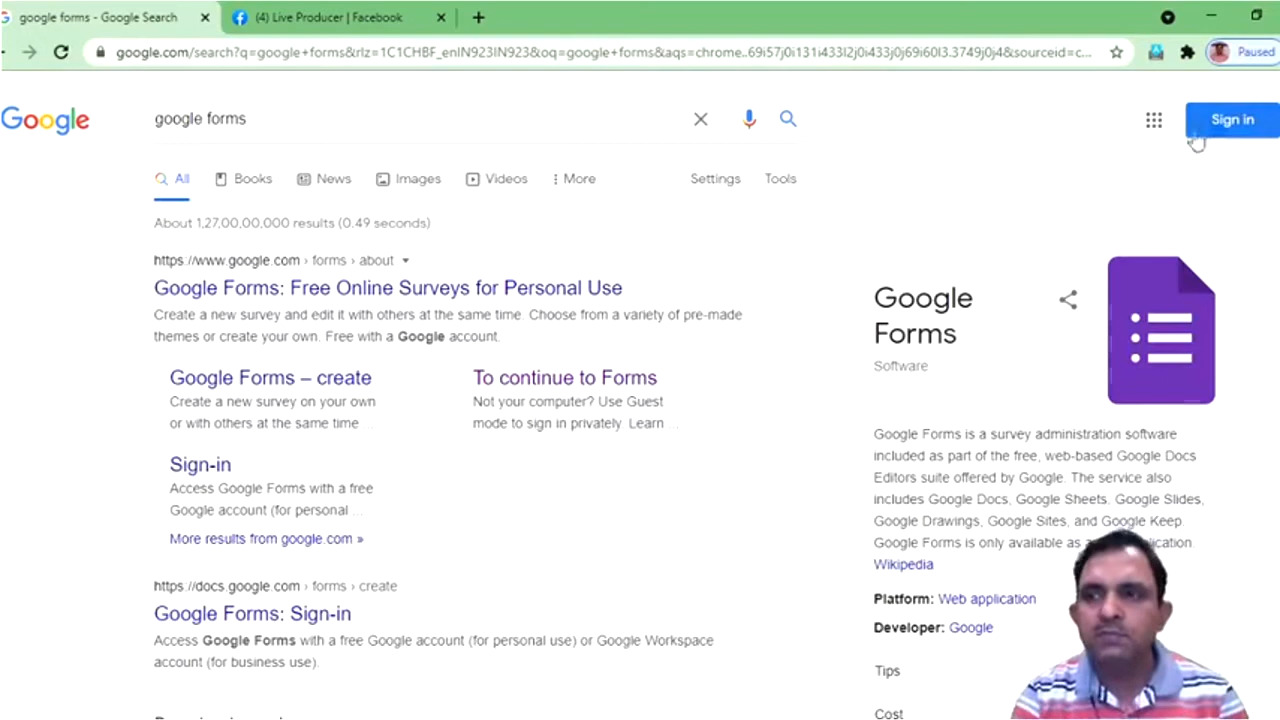 google forms - Google Search
(4) Live Producer | Facebook
google.com/search?q=google+forms&rlz=1C1CHBF_enIN923IN923&oq=google+forms&aqs=chrome..69i57j0i131i433l2j0i433j0j69i60l3.3749j0j4&sourceid=c...
Paused
Google
google forms
Sign in
All
Books
News
Images
Videos
More
Settings
Tools
About 1,27,00,00,000 results (0.49 seconds)
https://www.google.com › forms › about
Google Forms: Free Online Surveys for Personal Use
Create a new survey and edit it with others at the same time. Choose from a variety of pre-made
themes or create your own. Free with a Google account.
Google Forms – create
Create a new survey on your own
or with others at the same time ...
To continue to Forms
Not your computer? Use Guest
mode to sign in privately. Learn ...
Sign-in
Access Google Forms with a free
Google account (for personal ...
More results from google.com »
https://docs.google.com › forms › create
Google Forms: Sign-in
Access Google Forms with a free Google account (for personal use) or Google Workspace
account (for business use).
Google
Forms
Software
Google Forms is a survey administration software
included as part of the free, web-based Google Docs
Editors suite offered by Google. The service also
includes Google Docs, Google Sheets, Google Slides,
Google Drawings, Google Sites, and Google Keep.
Google Forms is only available as a
Wikipedia
Platform: Web application
Developer: Google
Tips
Cost